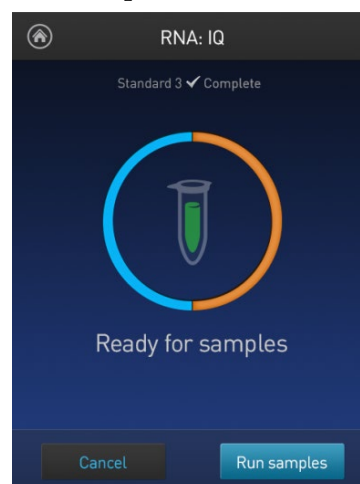 RNA: IQ
Standard 3 ✓ Complete
Ready for samples
Cancel
Run samples